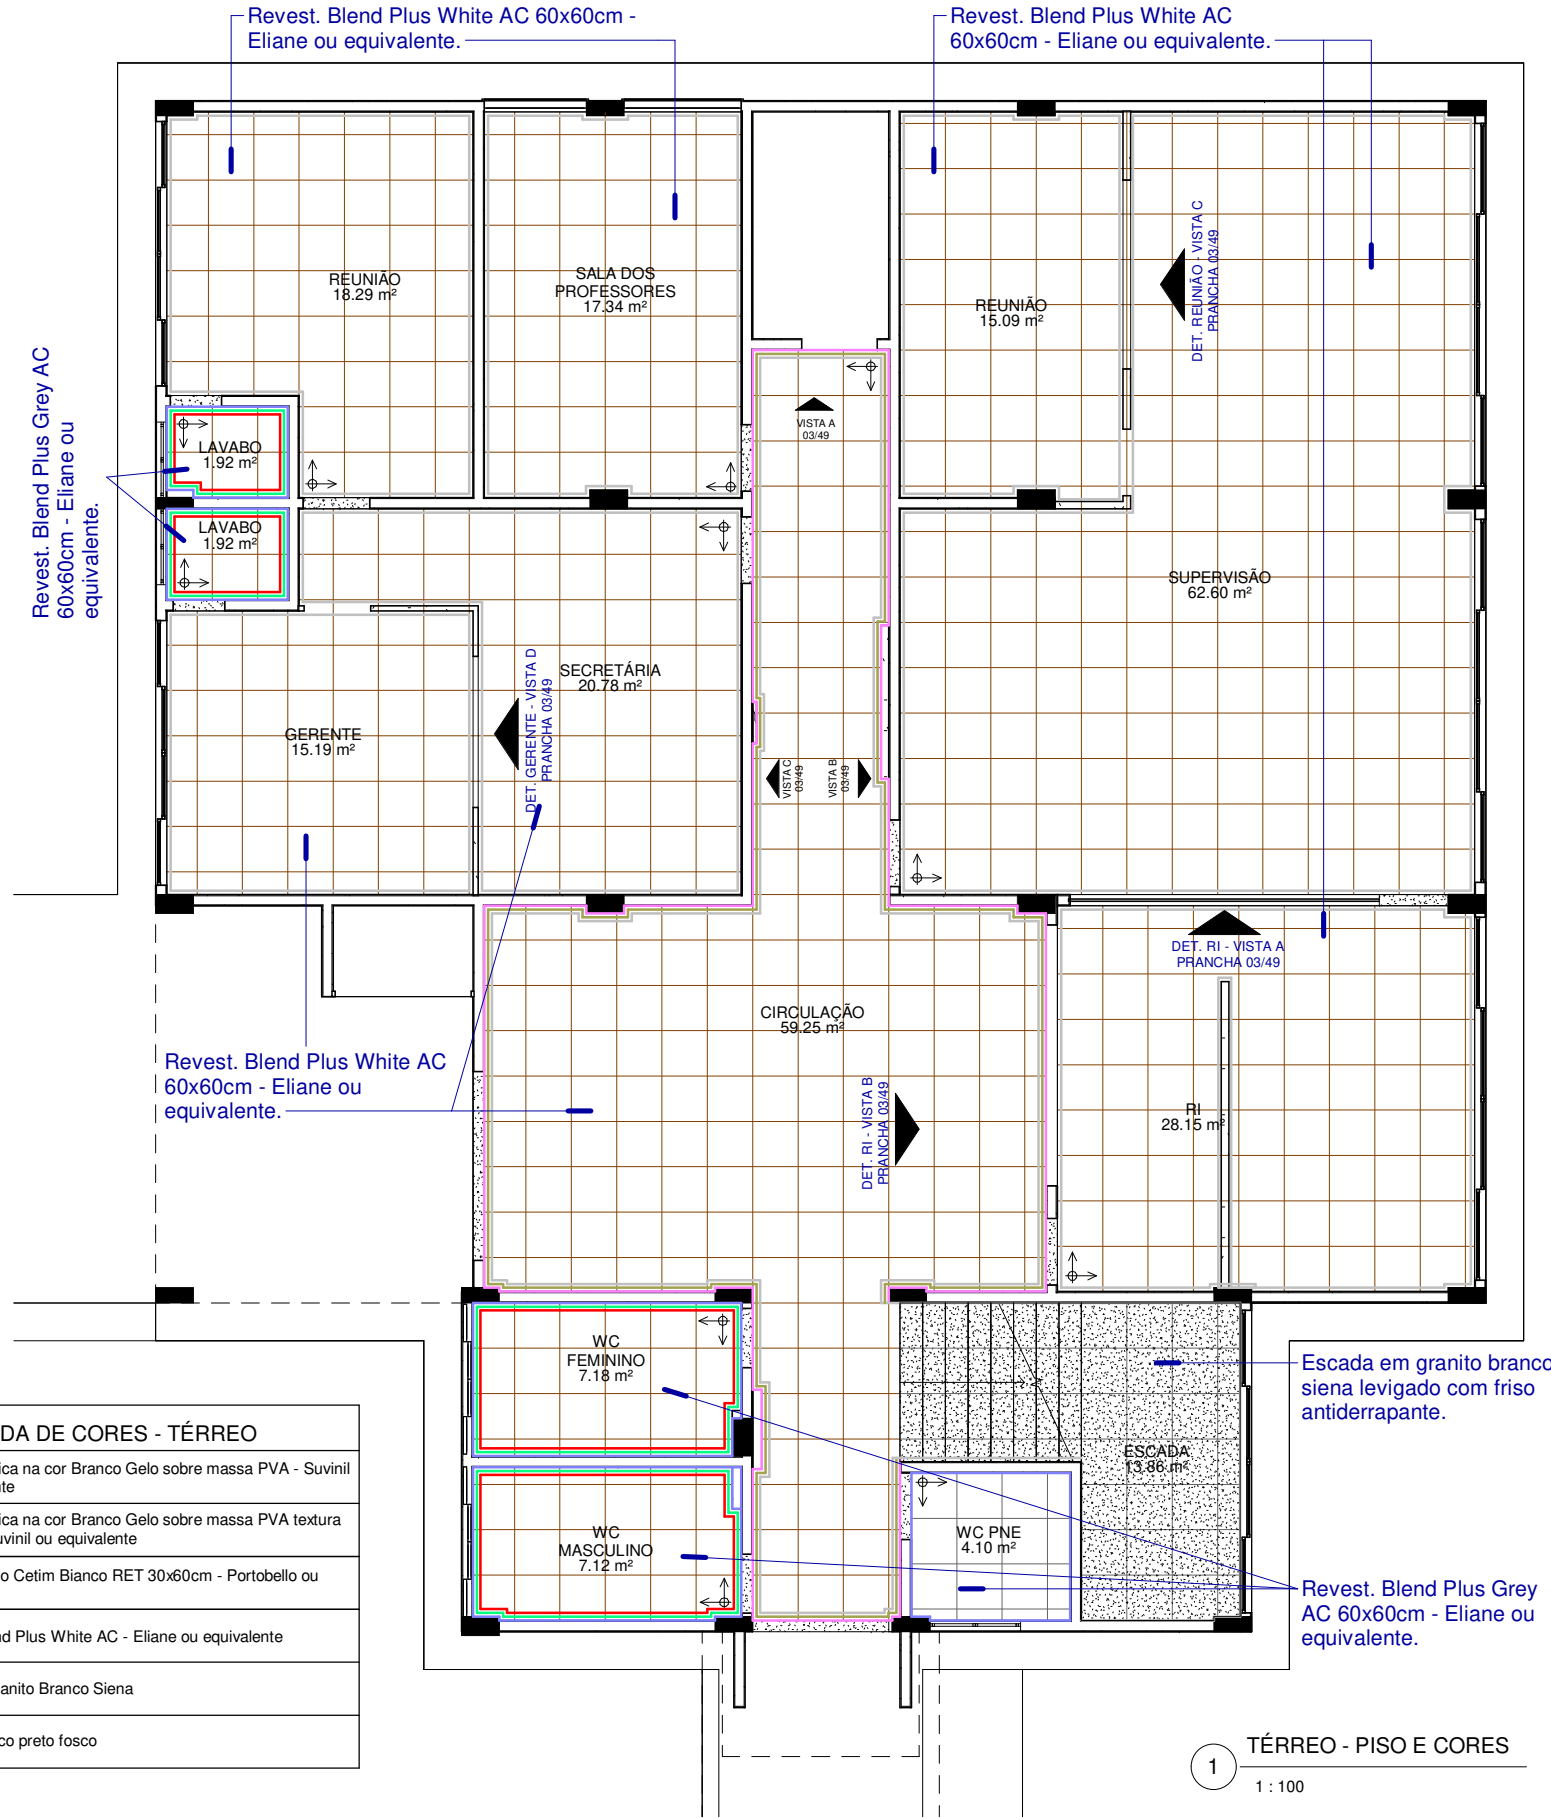 Revest. Blend Plus White AC 60x60cm -
Eliane ou equivalente.
Revest. Blend Plus White AC
60x60cm - Eliane ou equivalente.
REUNIÃO
18.29 m²
SALA DOS
PROFESSORES
17.34 m²
REUNIÃO
15.09 m²
DET. REUNIÃO - VISTA C
PRANCHA 03/49
Revest. Blend Plus Grey AC
60x60cm - Eliane ou
equivalente.
LAVABO
1.92 m²
LAVABO
1.92 m²
VISTA A
03/49
SUPERVISÃO
62.60 m²
SECRETÁRIA
20.78 m²
DET. GERENTE - VISTA D
PRANCHA 03/49
GERENTE
15.19 m²
VISTA C
03/49
VISTA B
03/49
DET. RI - VISTA A
PRANCHA 03/49
CIRCULAÇÃO
59.25 m²
Revest. Blend Plus White AC
60x60cm - Eliane ou
equivalente.
DET. RI - VISTA B
PRANCHA 03/49
RI
28.15 m²
WC
FEMININO
7.18 m²
Escada em granito branco
siena levigado com friso
antiderrapante.
ESCADA
13.86 m²
WC
MASCULINO
7.12 m²
WC PNE
4.10 m²
Revest. Blend Plus Grey
AC 60x60cm - Eliane ou
equivalente.
DA DE CORES - TÉRREO
ica na cor Branco Gelo sobre massa PVA - Suvinil
nte
ica na cor Branco Gelo sobre massa PVA textura
uvinil ou equivalente
o Cetim Bianco RET 30x60cm - Portobello ou
nd Plus White AC - Eliane ou equivalente
anito Branco Siena
co preto fosco
1
TÉRREO - PISO E CORES
1 : 100